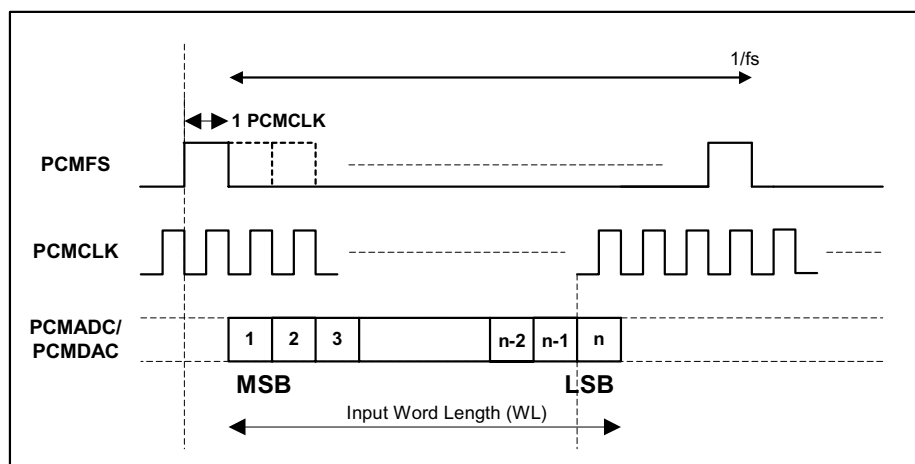 1/fs
1 PCMCLK
PCMFS
PCMCLK
PCMADC/
PCMDAC
1 2 3 n-2 n-1 n
MSB LSB
Input Word Length (WL)